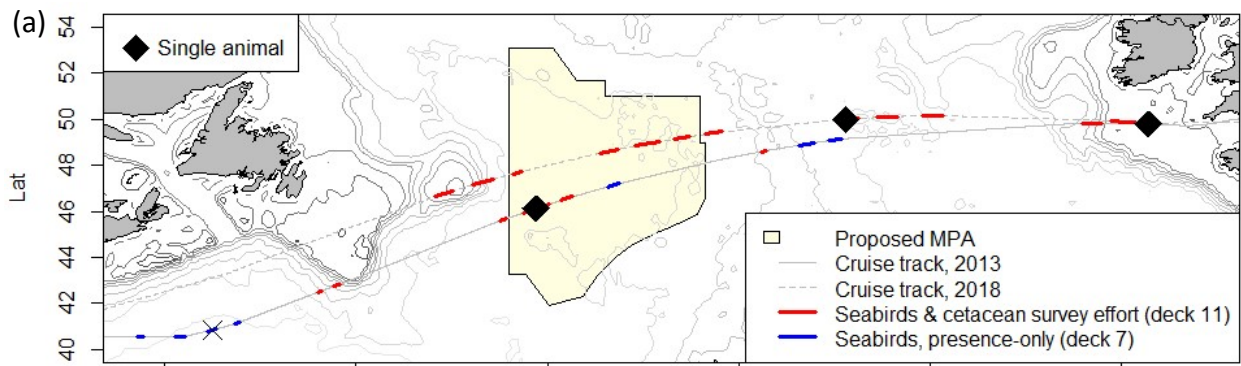 (a)
54
52
50
48
46
44
42
40
Lat
Single animal
Proposed MPA
Cruise track, 2013
Cruise track, 2018
Seabirds & cetacean survey effort (deck 11)
Seabirds, presence-only (deck 7)